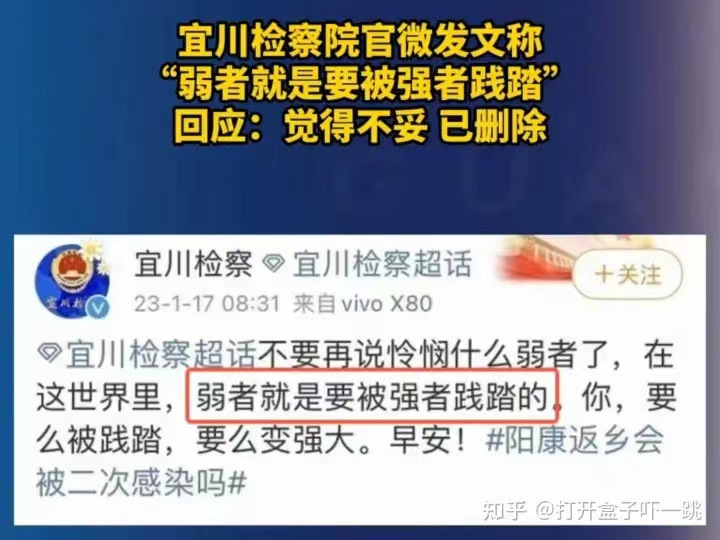 宜川检察院官微发文称
“弱者就是要被强者践踏”
回应：觉得不妥 已删除
GUA
宜川检察 宜川检察超话
+关注
23-1-17 08:31 来自 vivo X80
宜川检察超话不要再说怜悯什么弱者了，在
这世界里，弱者就是要被强者践踏的。你，要
么被践踏，要么变强大。早安！#阳康返乡会
被二次感染吗#
知乎 @打开盒子吓一跳